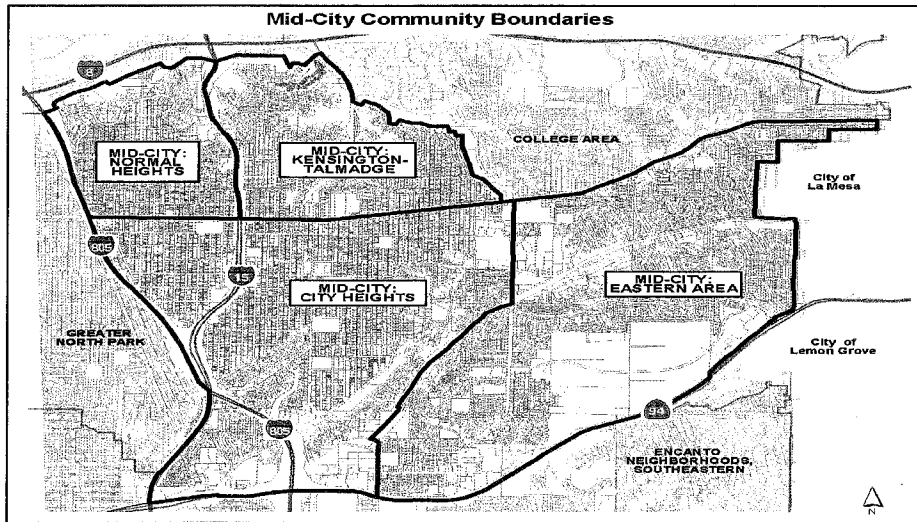 Mid-City Community Boundaries
8
COLLEGE AREA
MID-CITY:
NORMAL
HEIGHTS
MID-CITY:
KENSINGTON-
TALMADGE
City of
La Mesa
805
15
MID-CITY:
CITY HEIGHTS
MID-CITY:
EASTERN AREA
GREATER
NORTH PARK
City of
Lemon Grove
94
805
ENCANTO
NEIGHBORHOODS,
SOUTHEASTERN
N